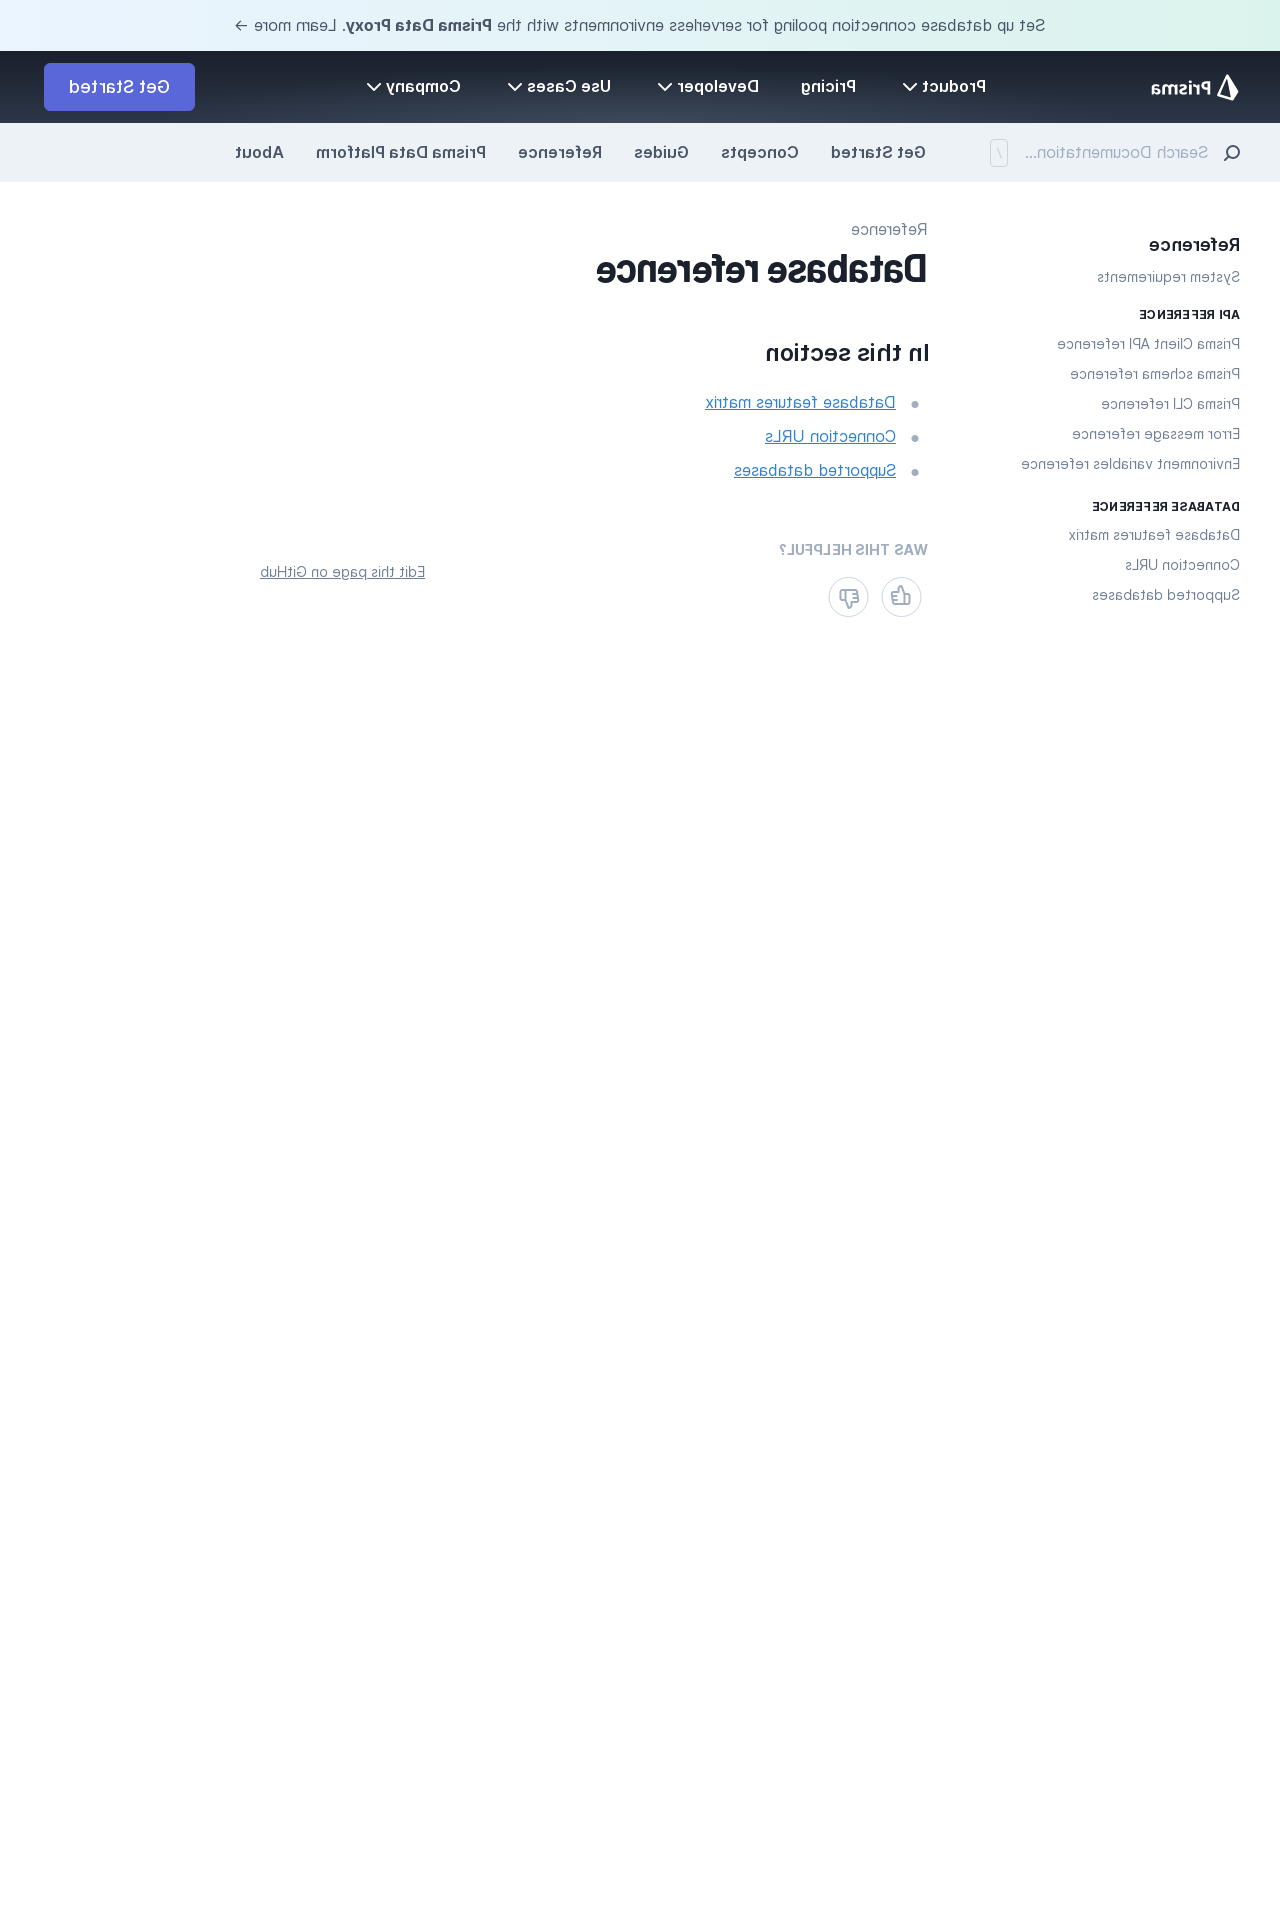 Set up database connection pooling for serverless environments with the Prisma Data Proxy. Learn more →
Prisma
Product
Pricing
Developer
Use Cases
Company
Get Started
Search Documentation...
/
Get Started
Concepts
Guides
Reference
Prisma Data Platform
About
Reference
System requirements
API REFERENCE
Prisma Client API reference
Prisma schema reference
Prisma CLI reference
Error message reference
Environment variables reference
DATABASE REFERENCE
Database features matrix
Connection URLs
Supported databases
Reference
Database reference
In this section
Database features matrix
Connection URLs
Supported databases
WAS THIS HELPFUL?
Edit this page on GitHub